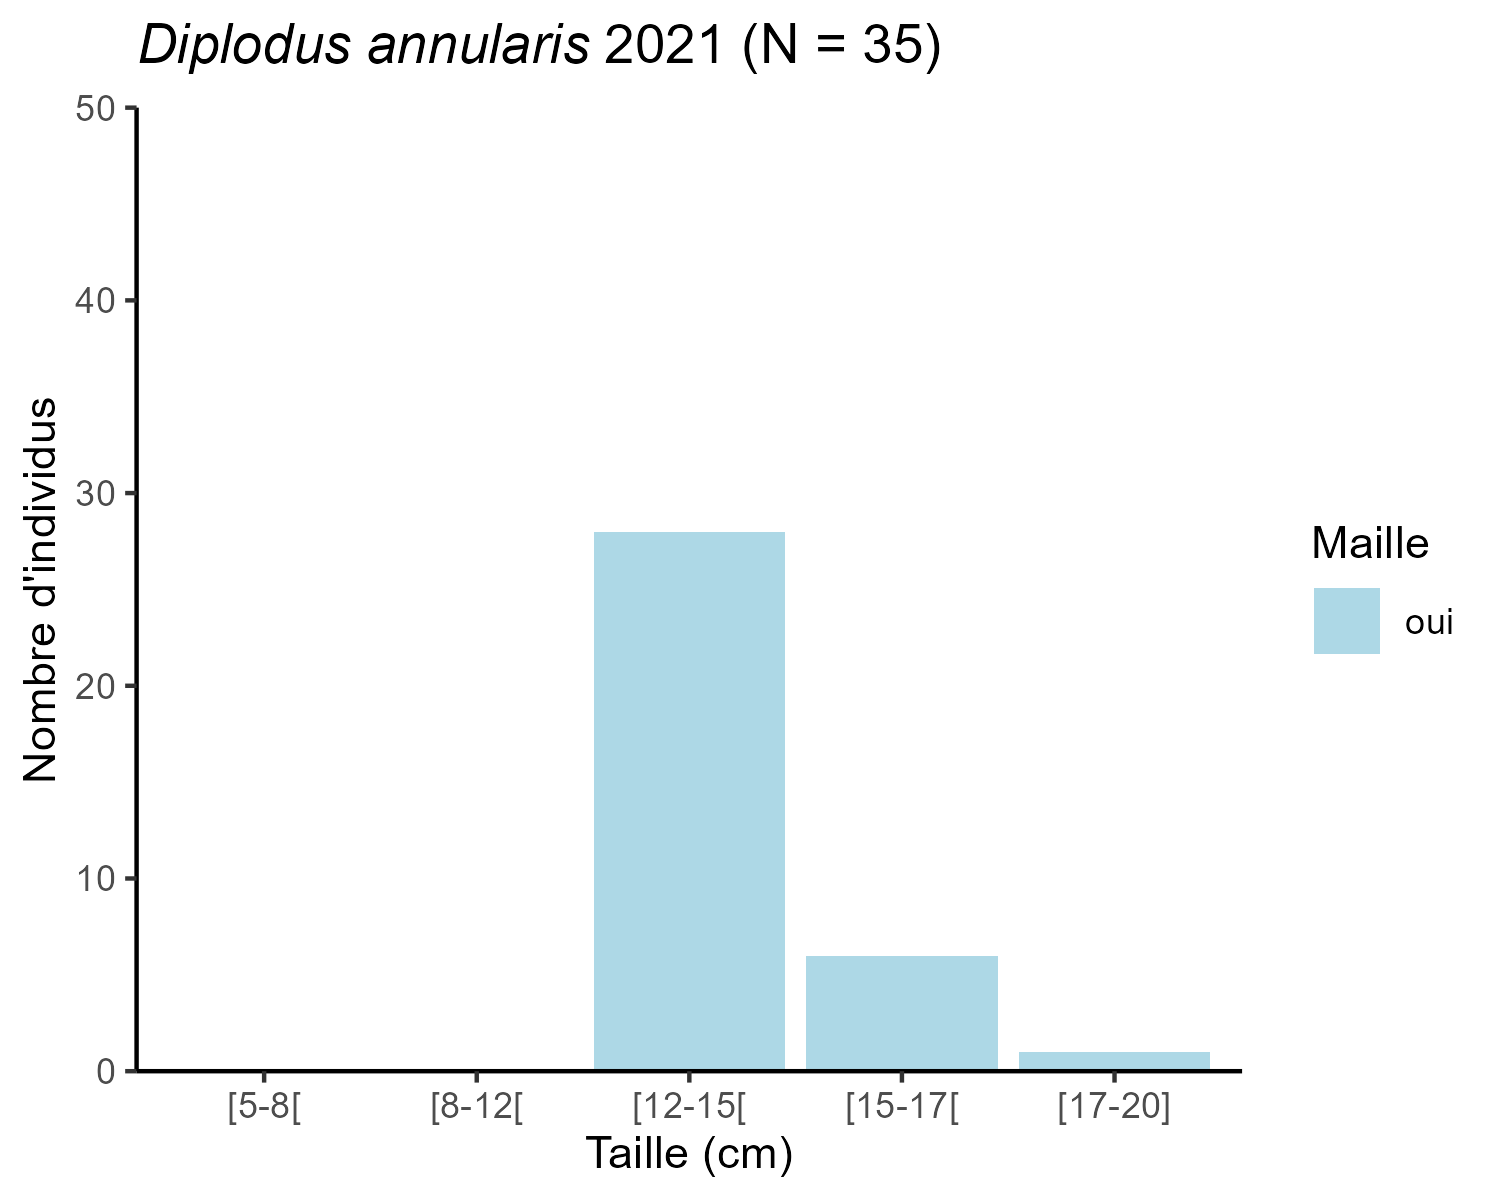 Diplodus annularis 2021 (N = 35)
50
40
30
20
10
0
Nombre d'individus
[5-8[ [8-12[ [12-15[ [15-17[ [17-20]
Taille (cm)
Maille
oui